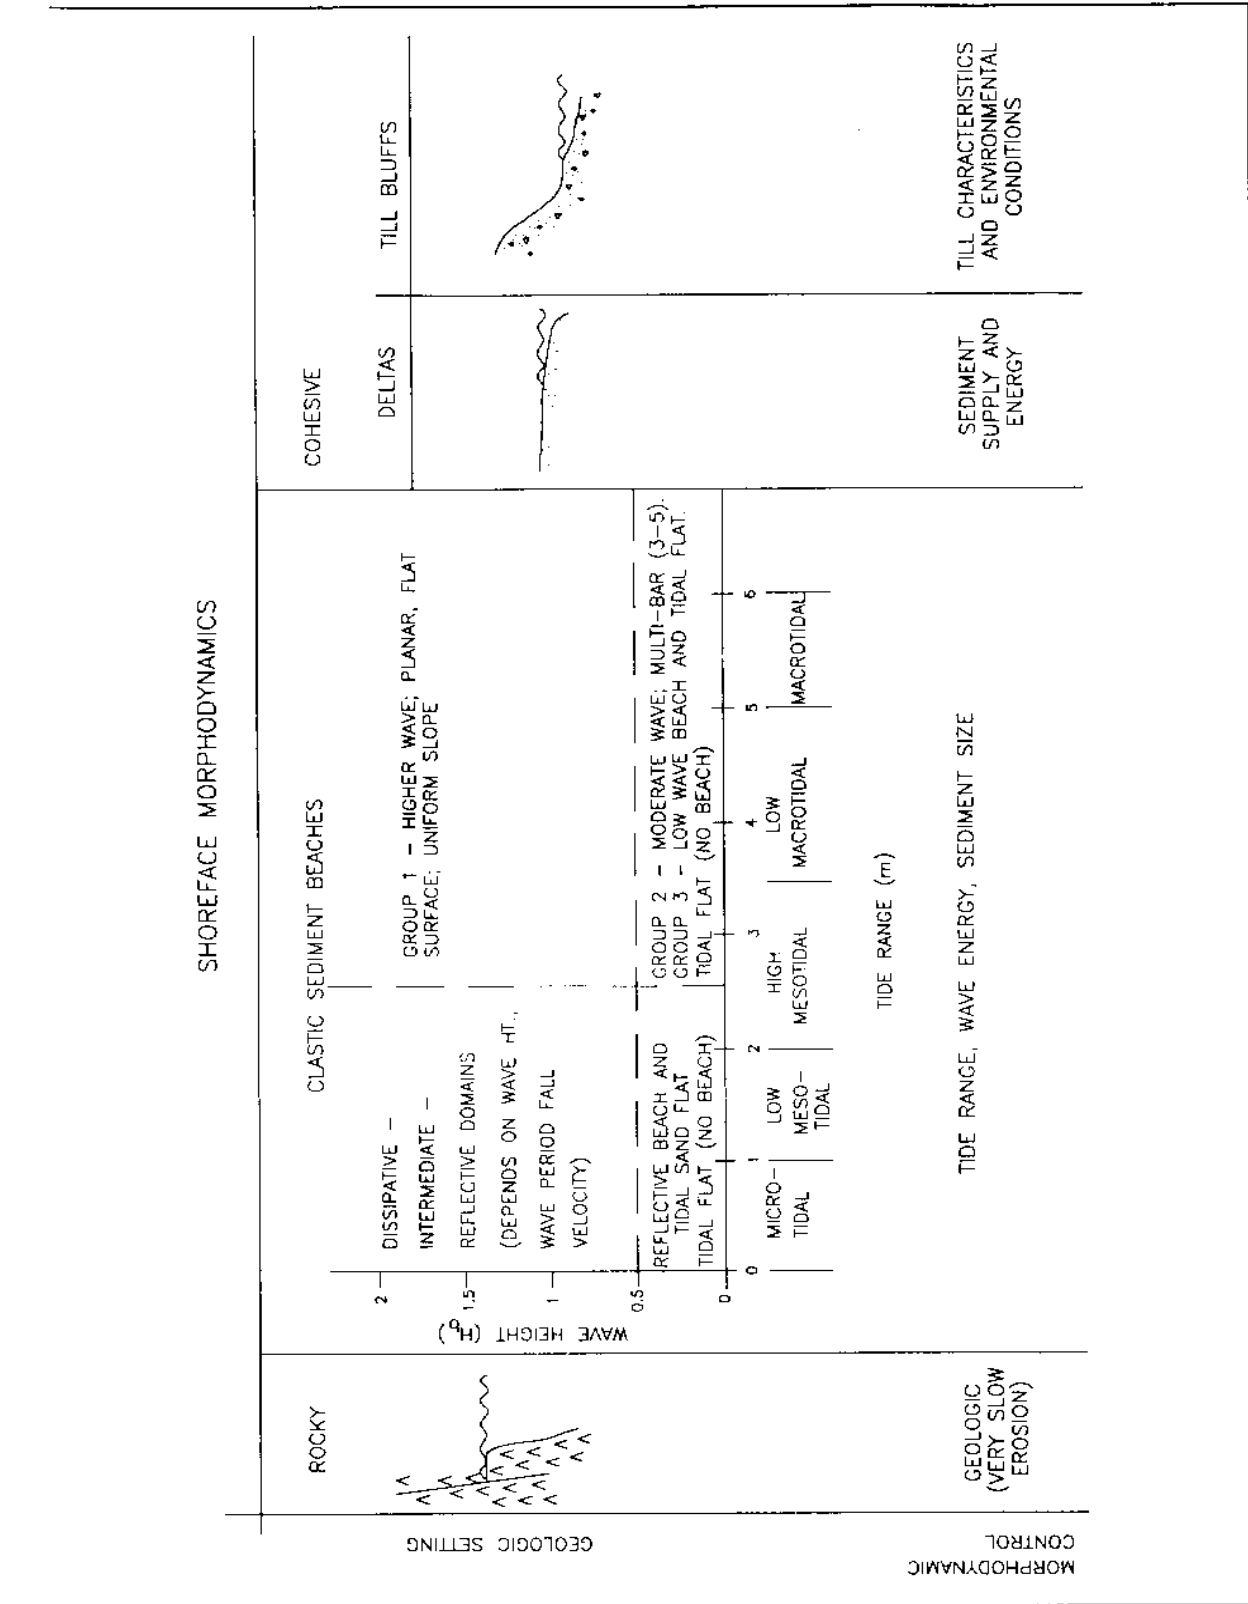 SHOREFACE MORPHODYNAMICS
ROCKY
CLASTIC SEDIMENT BEACHES
COHESIVE
DELTAS
TILL BLUFFS
GEOLOGIC SETTING
WAVE HEIGHT (Hb)
2
1.5
1
0.5
0
DISSIPATIVE –
INTERMEDIATE –
REFLECTIVE DOMAINS
(DEPENDS ON WAVE HT.,
WAVE PERIOD FALL
VELOCITY)
GROUP 1 – HIGHER WAVE; PLANAR, FLAT
SURFACE; UNIFORM SLOPE
REFLECTIVE BEACH AND
TIDAL SAND FLAT
TIDAL FLAT (NO BEACH)
GROUP 2 – MODERATE WAVE; MULTI–BAR (3–5).
GROUP 3 – LOW WAVE BEACH AND TIDAL FLAT.
TIDAL FLAT (NO BEACH)
0 1 2 3 4 5 6
MICRO–
TIDAL
LOW
MESO–
TIDAL
HIGH
MESOTIDAL
LOW
MACROTIDAL
MACROTIDAL
TIDE RANGE (m)
MORPHODYNAMIC
CONTROL
GEOLOGIC
(VERY SLOW
EROSION)
TIDE RANGE, WAVE ENERGY, SEDIMENT SIZE
SEDIMENT
SUPPLY AND
ENERGY
TILL CHARACTERISTICS
AND ENVIRONMENTAL
CONDITIONS